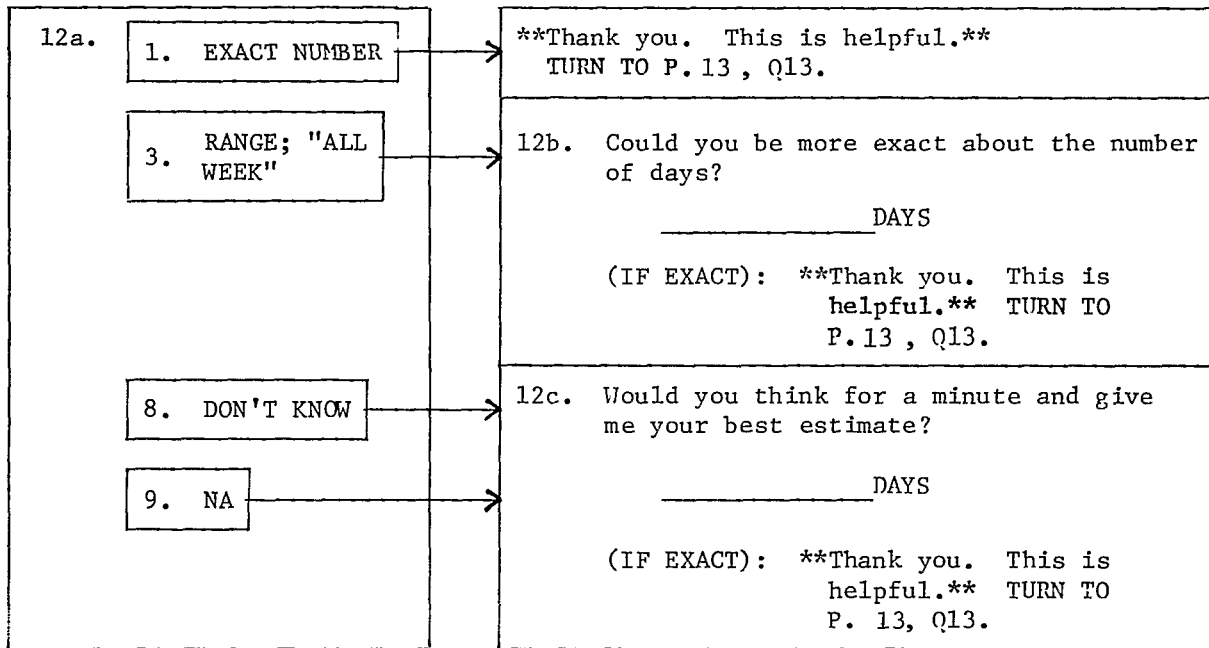 12a.
1. EXACT NUMBER
**Thank you. This is helpful.**
TURN TO P. 13 , Q13.
3. RANGE; "ALL
WEEK"
12b. Could you be more exact about the number
of days?
DAYS
(IF EXACT): **Thank you. This is
helpful.** TURN TO
P. 13 , Q13.
8. DON'T KNOW
12c. Would you think for a minute and give
me your best estimate?
9. NA
DAYS
(IF EXACT): **Thank you. This is
helpful.** TURN TO
P. 13, Q13.